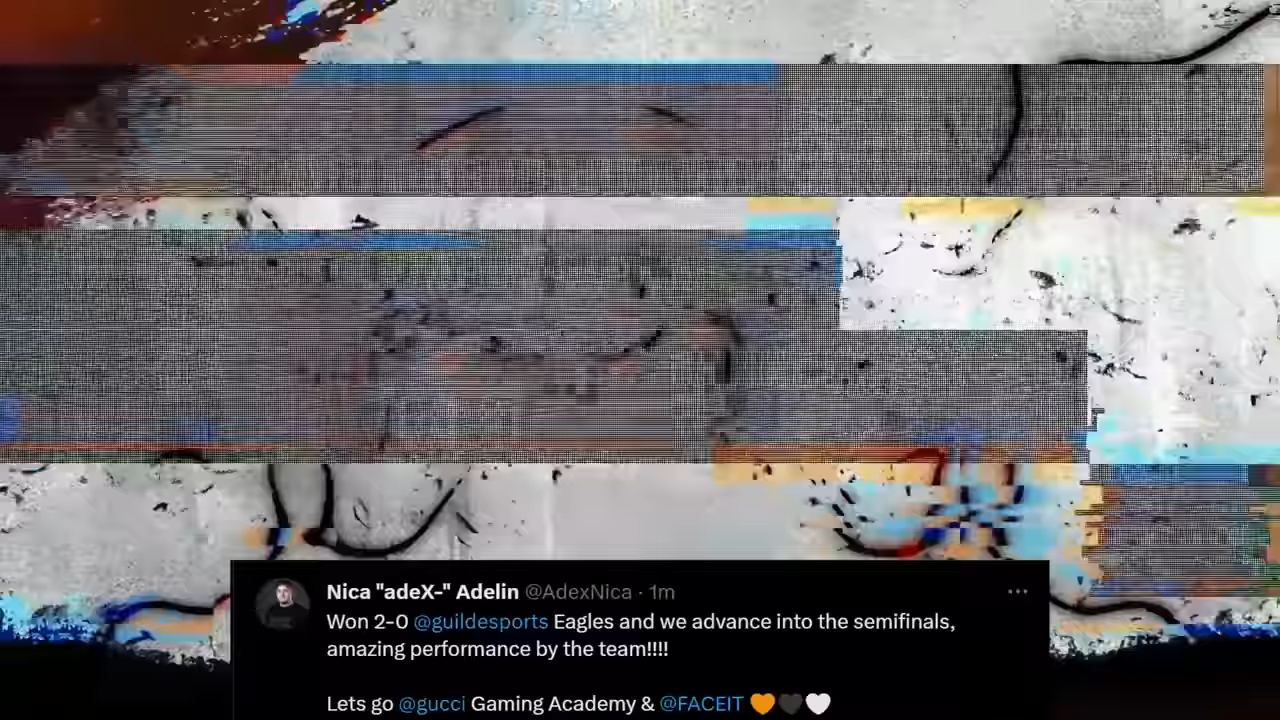 Nica "adeX-" Adelin @AdexNica · 1m
Won 2-0 @guildesports Eagles and we advance into the semifinals,
amazing performance by the team!!!!
Lets go @gucci Gaming Academy & @FACEIT 🧡🖤🤍